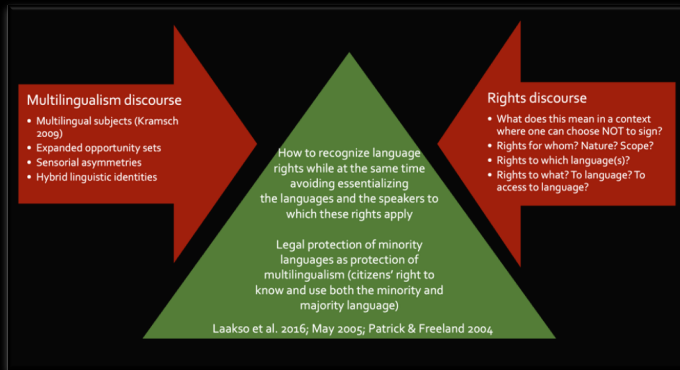 Multilingualism discourse
• Multilingual subjects (Kramsch
2009)
• Expanded opportunity sets
• Sensorial asymmetries
• Hybrid linguistic identities
How to recognize language
rights while at the same time
avoiding essentializing
the languages and the speakers to
which these rights apply
Legal protection of minority
languages as protection of
multilingualism (citizens' right to
know and use both the minority and
majority language)
Laakso et al. 2016; May 2005; Patrick & Freeland 2004
Rights discourse
• What does this mean in a context
where one can choose NOT to sign?
• Rights for whom? Nature? Scope?
• Rights to which language(s)?
• Rights to what? To language? To
access to language?